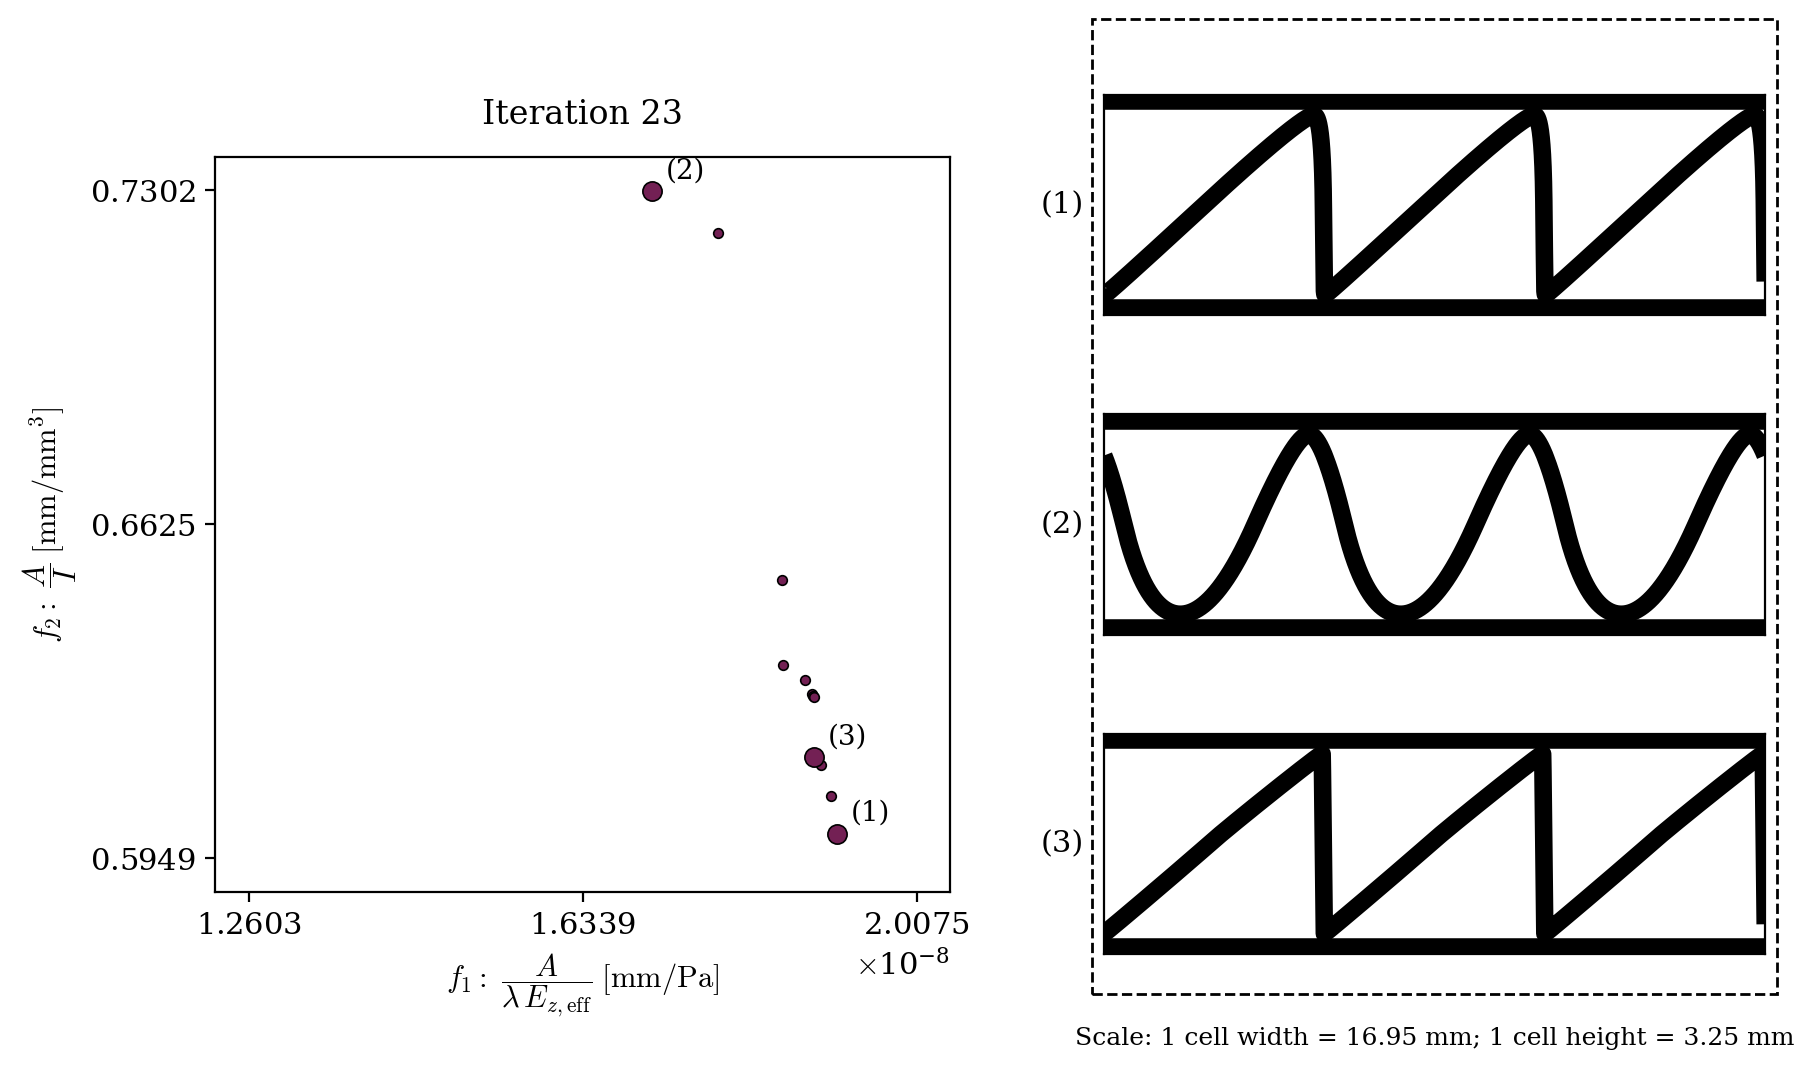 Iteration 23
(2)
0.7302
0.6625
(3)
(1)
0.5949
f₂ : A/I [mm/mm³]
1.2603 1.6339 2.0075
×10⁻⁸
f₁ : A/(λ E_z, eff) [mm/Pa]
(1)
(2)
(3)
Scale: 1 cell width = 16.95 mm; 1 cell height = 3.25 mm